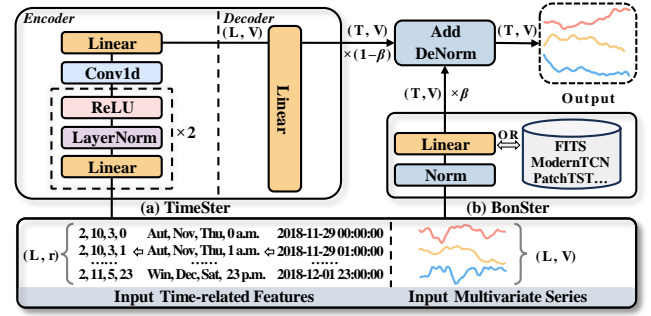 Encoder
Decoder
Linear
(L, V)
(T, V)
×(1−β)
Add
DeNorm
(T, V)
Output
Conv1d
ReLU
LayerNorm
Linear
×2
Linear
(T, V)
×β
Linear
OR
FITS
ModernTCN
PatchTST…
Norm
(a) TimeSter
(b) BonSter
(L, r)
2, 10, 3, 0 Aut, Nov, Thu, 0 a.m. 2018-11-29 00:00:00
2, 10, 3, 1 ⇐ Aut, Nov, Thu, 1 a.m. ⇐ 2018-11-29 01:00:00
…… …… ……
2, 11, 5, 23 Win, Dec, Sat, 23 p.m. 2018-12-01 23:00:00
(L, V)
Input Time-related Features
Input Multivariate Series